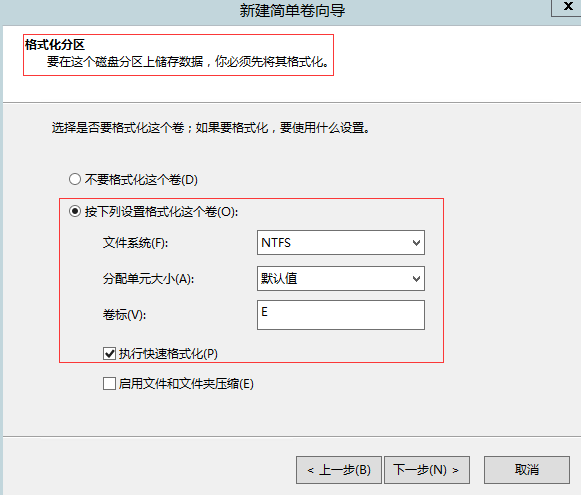 新建简单卷向导
x
格式化分区
要在这个磁盘分区上储存数据，你必须先将其格式化。
选择是否要格式化这个卷；如果要格式化，要使用什么设置。
不要格式化这个卷(D)
按下列设置格式化这个卷(O):
文件系统(F): NTFS
分配单元大小(A): 默认值
卷标(V): E
执行快速格式化(P)
启用文件和文件夹压缩(E)
< 上一步(B) 下一步(N) > 取消